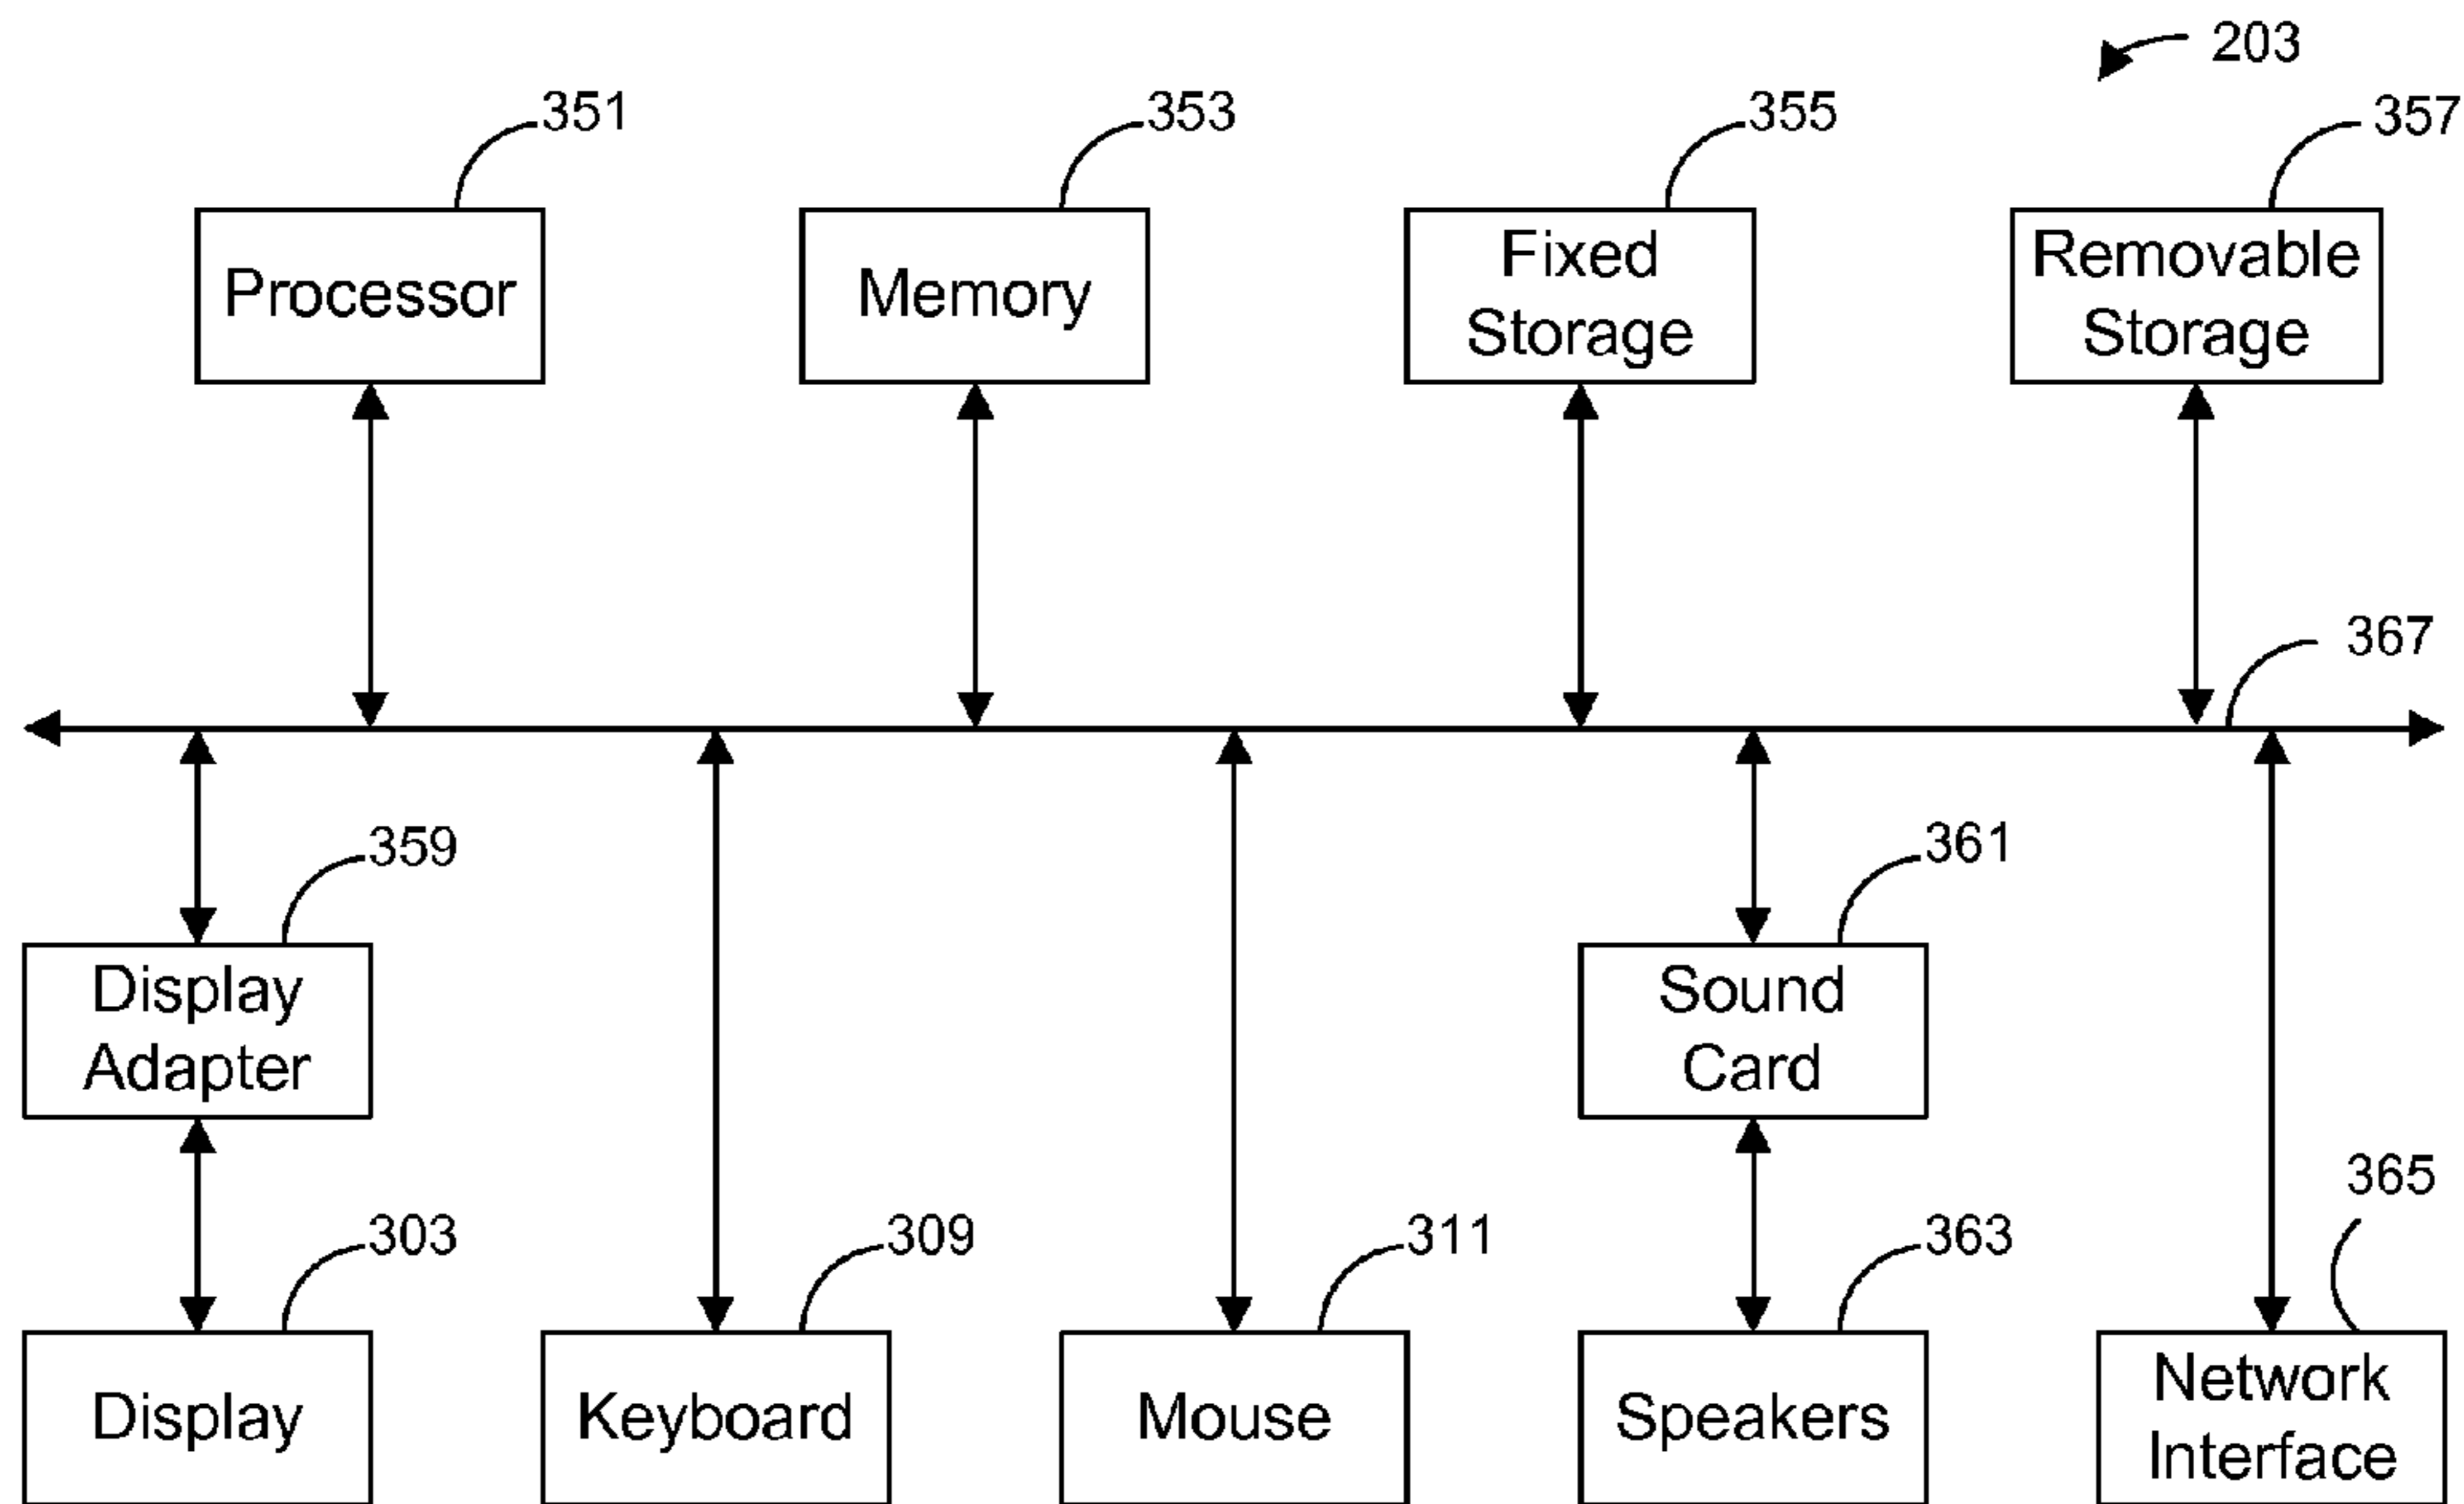 203
351
353
355
357
Processor
Memory
Fixed
Storage
Removable
Storage
367
359
361
Display
Adapter
Sound
Card
365
303
309
311
363
Display
Keyboard
Mouse
Speakers
Network
Interface